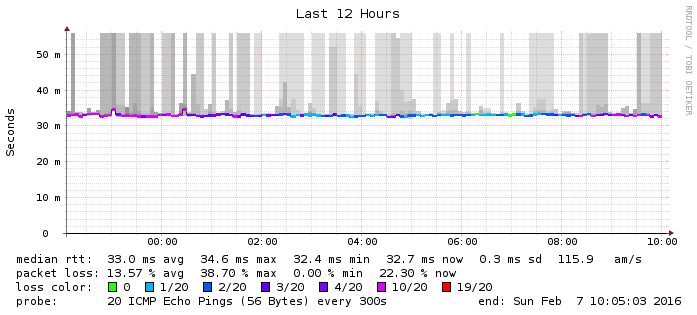 Last 12 Hours
RRDTOOL / TOBI OETIKER
Seconds
50 m
40 m
30 m
20 m
10 m
0
00:00 02:00 04:00 06:00 08:00 10:00
median rtt: 33.0 ms avg 34.6 ms max 32.4 ms min 32.7 ms now 0.3 ms sd 115.9 am/s
packet loss: 13.57 % avg 38.70 % max 0.00 % min 22.30 % now
loss color: 0 1/20 2/20 3/20 4/20 10/20 19/20
probe: 20 ICMP Echo Pings (56 Bytes) every 300s end: Sun Feb 7 10:05:03 2016